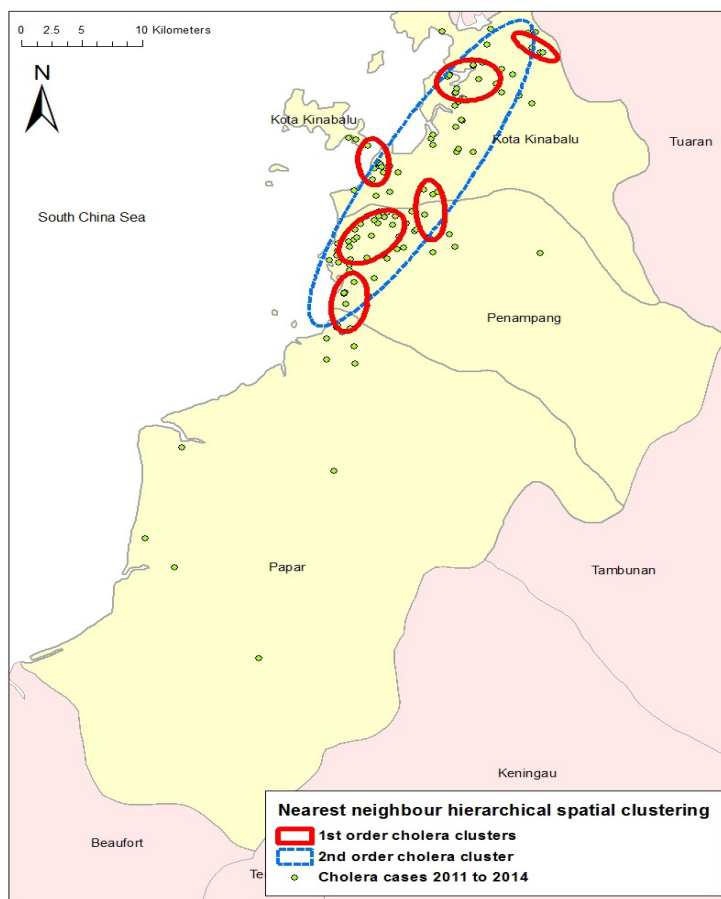 0 2.5 5 10 Kilometers
N
Kota Kinabalu
Kota Kinabalu
Tuaran
South China Sea
Penampang
Papar
Tambunan
Keningau
Beaufort
Te
Nearest neighbour hierarchical spatial clustering
1st order cholera clusters
2nd order cholera cluster
Cholera cases 2011 to 2014